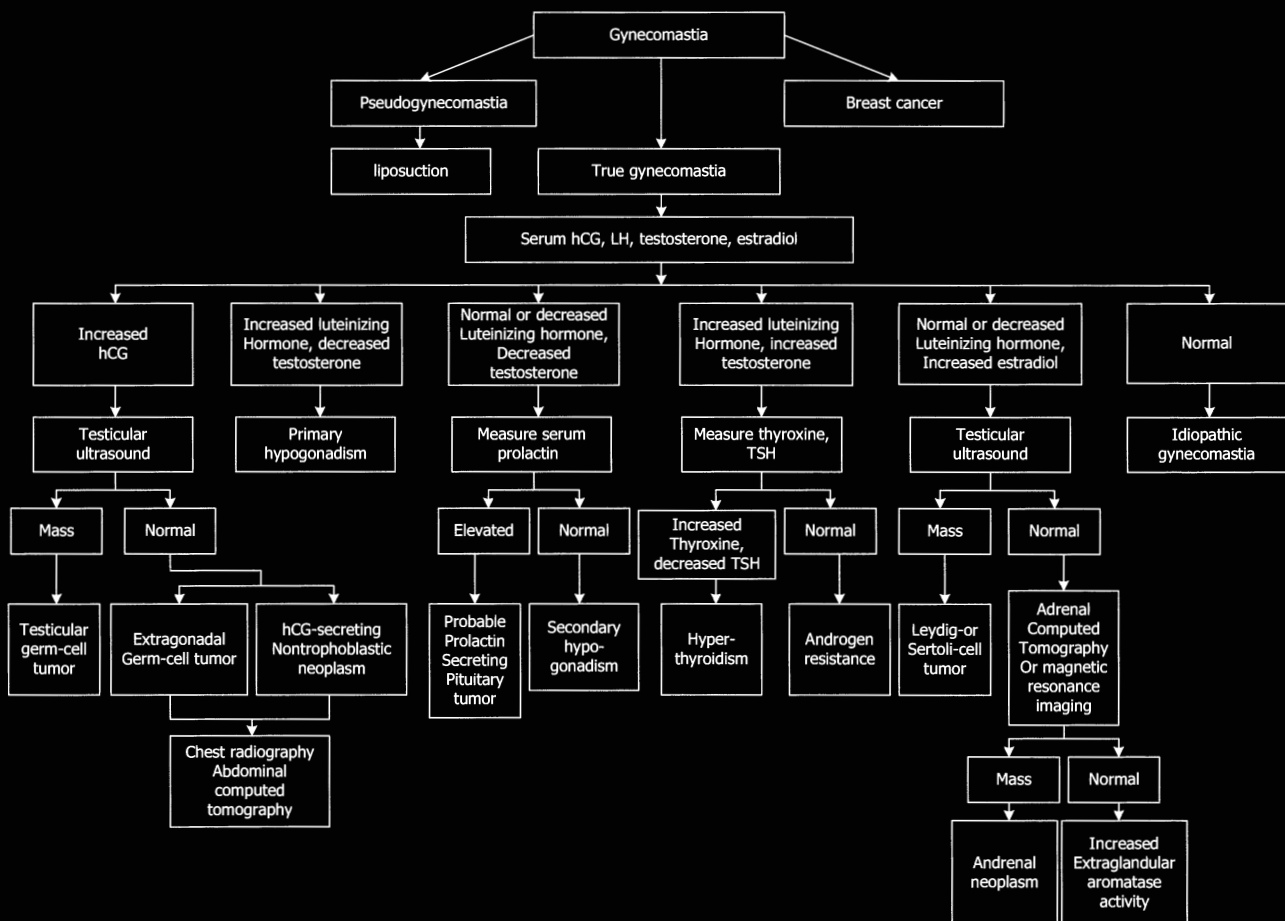 Gynecomastia
Pseudogynecomastia
Breast cancer
liposuction
True gynecomastia
Serum hCG, LH, testosterone, estradiol
Increased
hCG
Increased luteinizing
Hormone, decreased
testosterone
Normal or decreased
Luteinizing hormone,
Decreased
testosterone
Increased luteinizing
Hormone, increased
testosterone
Normal or decreased
Luteinizing hormone,
Increased estradiol
Normal
Testicular
ultrasound
Primary
hypogonadism
Measure serum
prolactin
Measure thyroxine,
TSH
Testicular
ultrasound
Idiopathic
gynecomastia
Mass
Normal
Elevated
Normal
Increased
Thyroxine,
decreased TSH
Normal
Mass
Normal
Testicular
germ-cell
tumor
Extragonadal
Germ-cell tumor
hCG-secreting
Nontrophoblastic
neoplasm
Probable
Prolactin
Secreting
Pituitary
tumor
Secondary
hypo-
gonadism
Hyper-
thyroidism
Androgen
resistance
Leydig-or
Sertoli-cell
tumor
Adrenal
Computed
Tomography
Or magnetic
resonance
imaging
Chest radiography
Abdominal
computed
tomography
Mass
Normal
Andrenal
neoplasm
Increased
Extraglandular
aromatase
activity